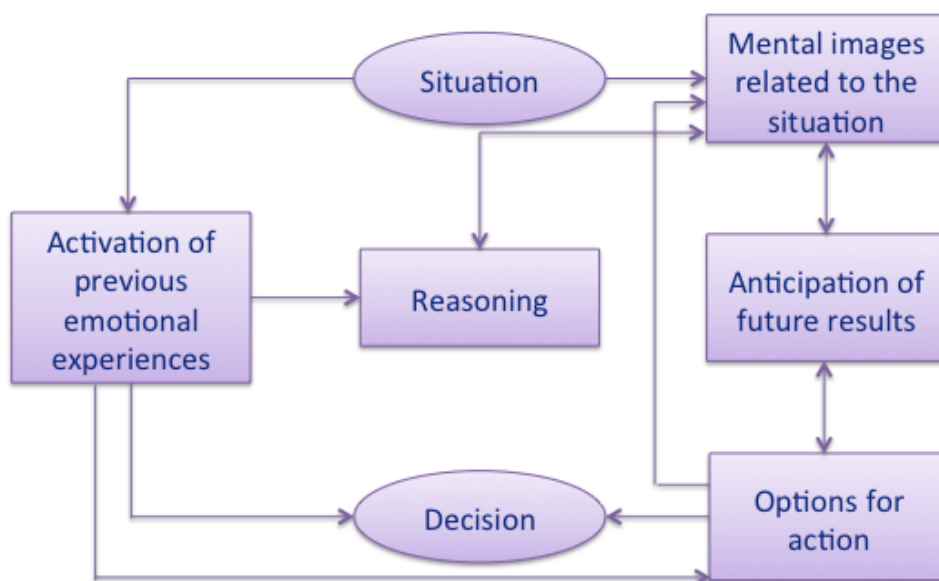 Situation
Mental images
related to the
situation
Activation of
previous
emotional
experiences
Reasoning
Anticipation of
future results
Decision
Options for
action